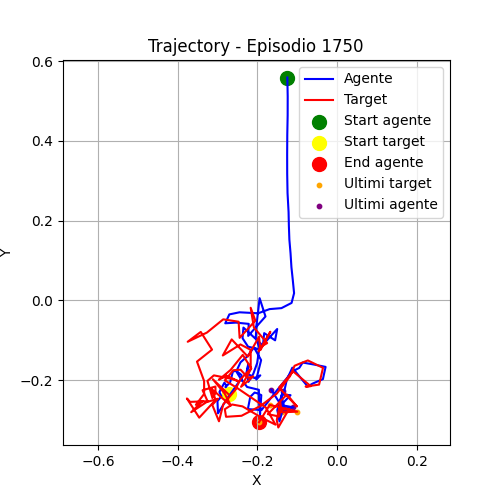 Trajectory - Episodio 1750
Agente
Target
Start agente
Start target
End agente
Ultimi target
Ultimi agente
0.6
0.4
0.2
0.0
−0.2
Y
−0.6
−0.4
−0.2
0.0
0.2
X